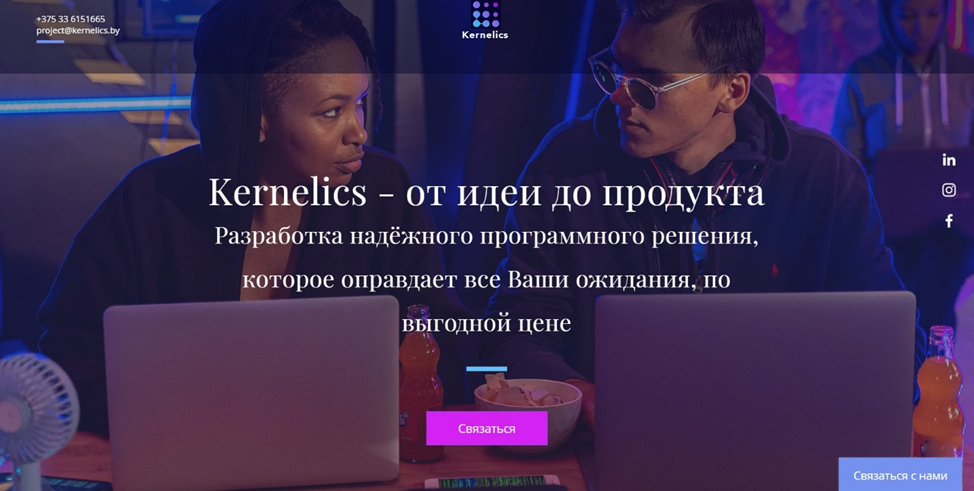 +375 33 6151665
project@kernelics.by
Kernelics
Kernelics - от идеи до продукта
Разработка надёжного программного решения,
которое оправдает все Ваши ожидания, по
выгодной цене
in
f
Связаться
Связаться с нами